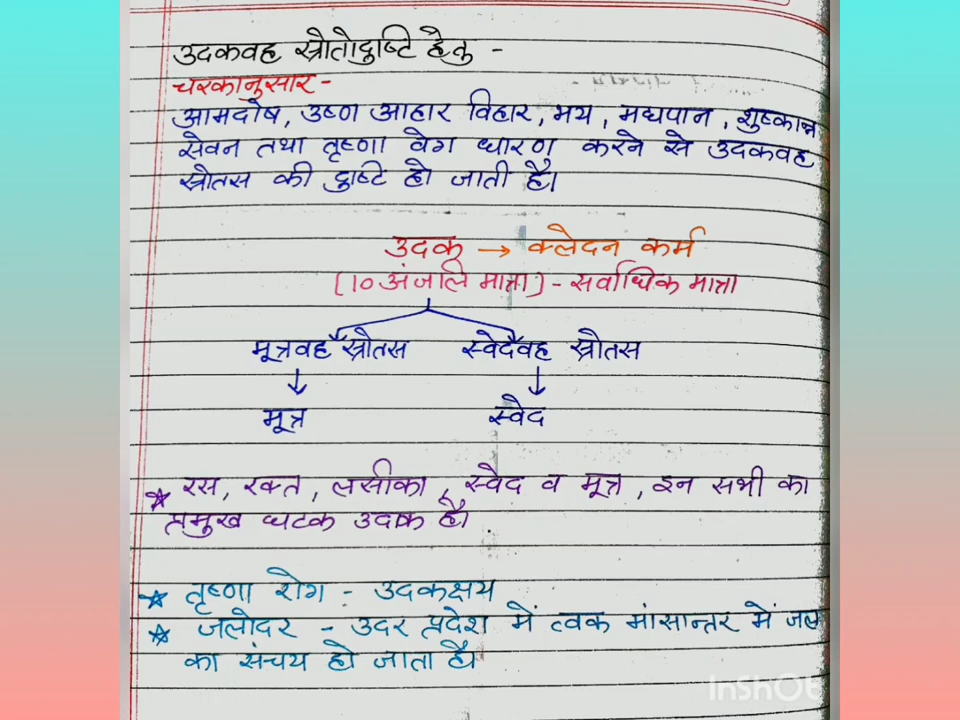 उदकवह स्रोतोदुष्टि हेतु -
चरकानुसार -
आमदोष, उष्ण आहार विहार, भय, मद्यपान, शुष्कान्न
सेवन तथा तृष्णा वेग धारण करने से उदकवह
स्रोतस की दुष्टि हो जाती है।
उदक → क्लेदन कर्म
(10 अंजलि मात्रा) - सर्वाधिक मात्रा
मूत्रवह स्रोतस स्वेदवह स्रोतस
↓ ↓
मूत्र स्वेद
☆ रस, रक्त, लसीका, स्वेद व मूत्र, इन सभी का
प्रमुख घटक उदक है।
☆ तृष्णा रोग - उदकक्षय
☆ जलोदर - उदर प्रदेश में त्वक मांसान्तर में जल
का संचय हो जाता है।
InShOt